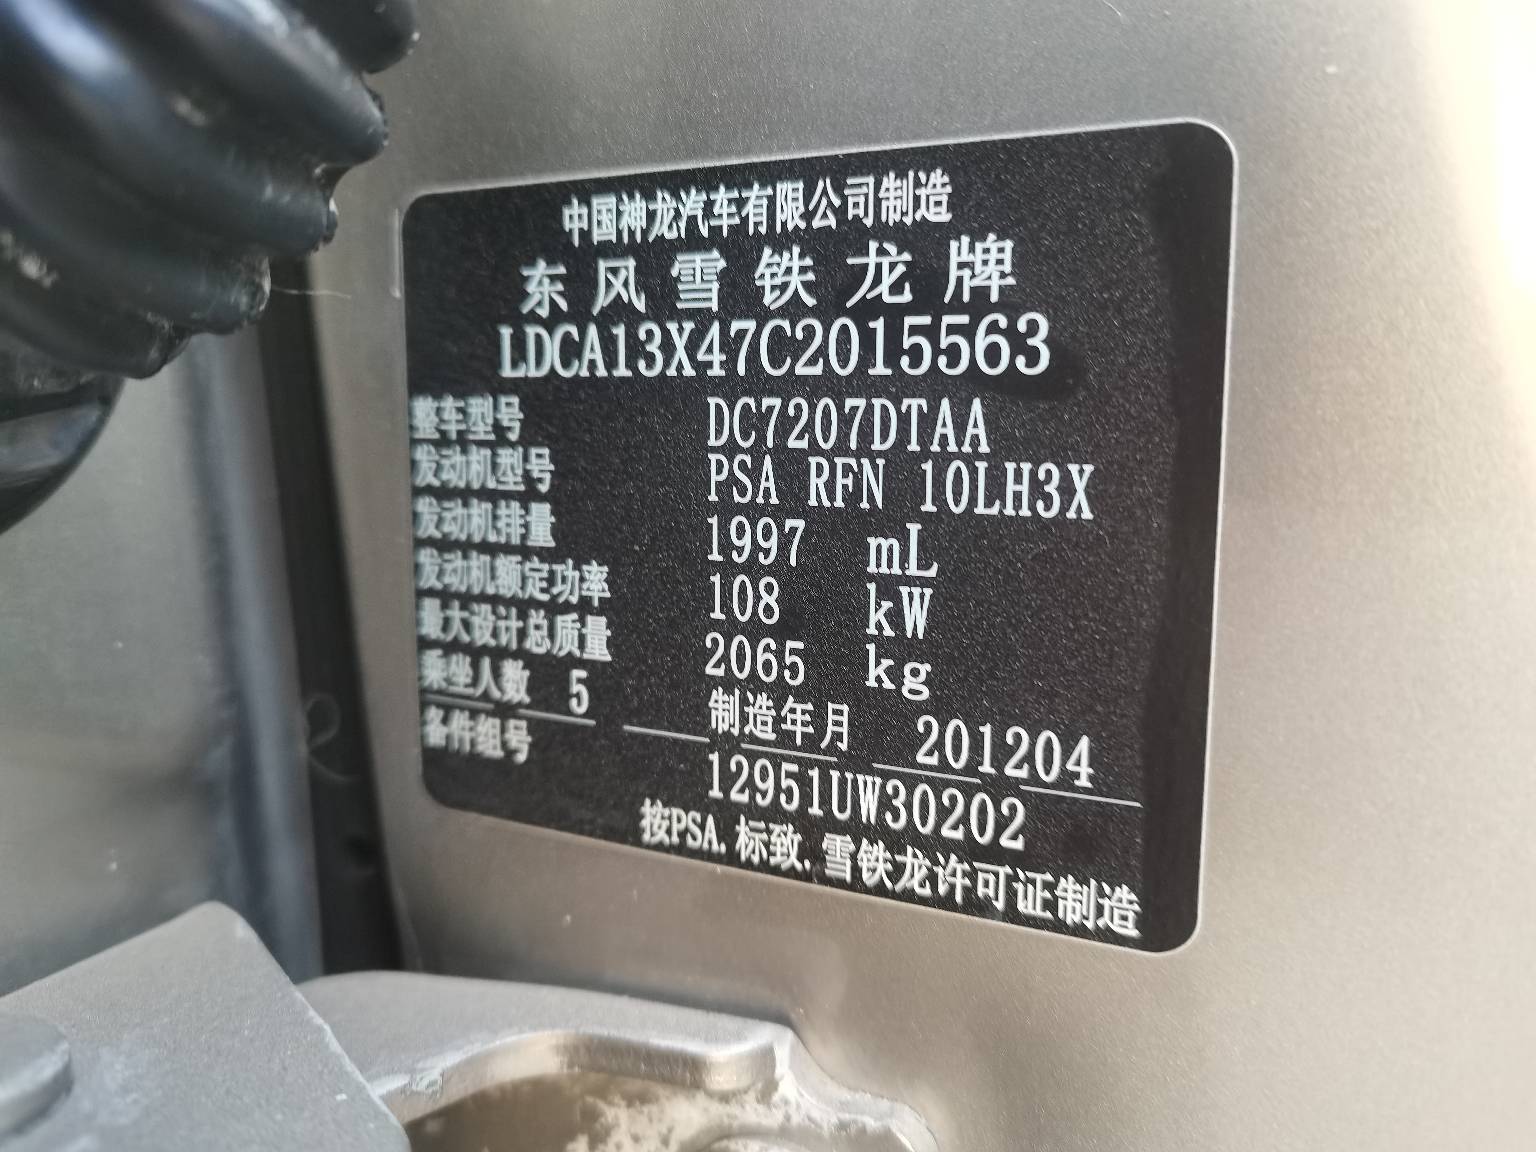 中国神龙汽车有限公司制造
东风雪铁龙牌
LDCA13X47C2015563
整车型号 DC7207DTAA
发动机型号 PSA RFN 10LH3X
发动机排量 1997 mL
发动机额定功率 108 kW
最大设计总质量 2065 kg
乘坐人数 5 制造年月 201204
备件组号 12951UW30202
按PSA.标致.雪铁龙许可证制造